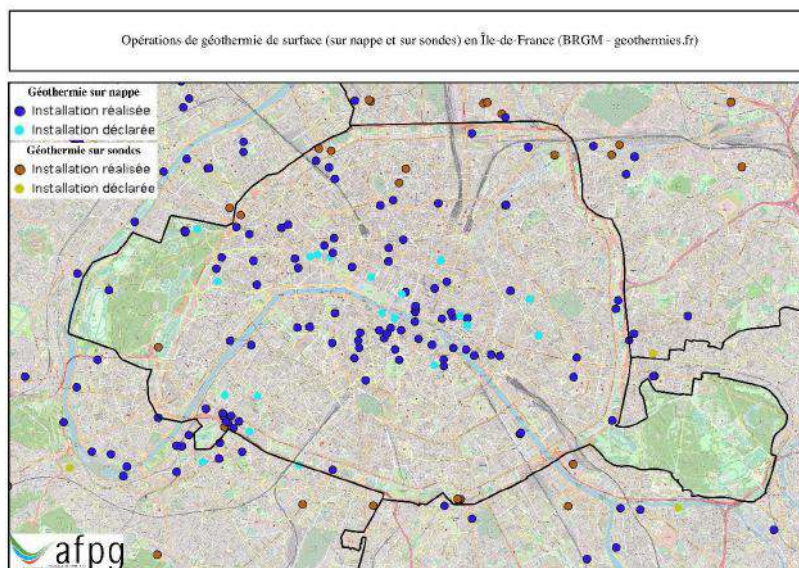 Opérations de géothermie de surface (sur nappe et sur sondes) en Île-de-France (BRGM - geothermies.fr)
Géothermie sur nappe
Installation réalisée
Installation déclarée
Géothermie sur sondes
Installation réalisée
Installation déclarée
afpg